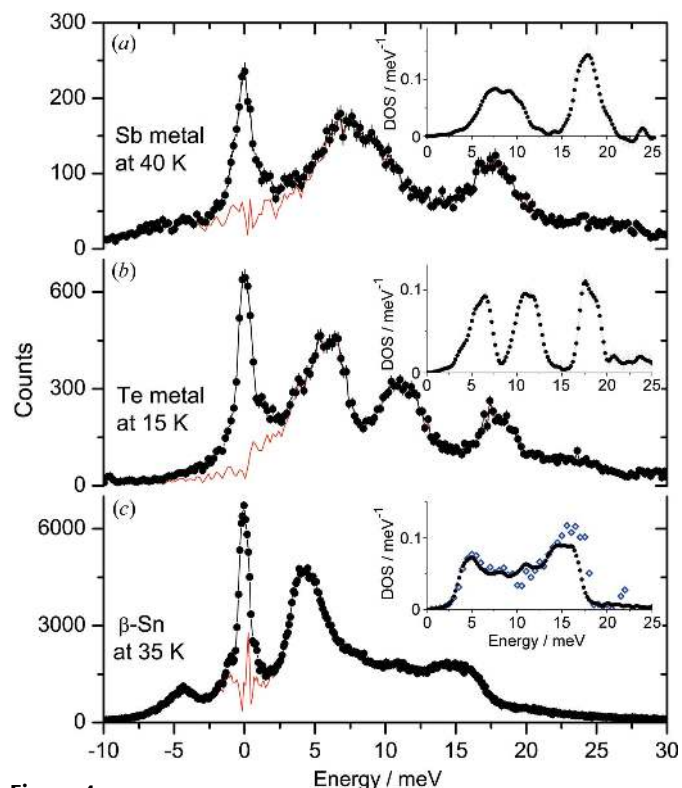 300
(a)
Sb metal
at 40 K
200
100
0
DOS / meV⁻¹
0.1
0
0 5 10 15 20 25
(b)
Te metal
at 15 K
600
300
0
Counts
DOS / meV⁻¹
0.1
0
0 5 10 15 20 25
(c)
β-Sn
at 35 K
6000
3000
0
DOS / meV⁻¹
0.1
0
0 5 10 15 20 25
Energy / meV
-10 -5 0 5 10 15 20 25 30
Energy / meV